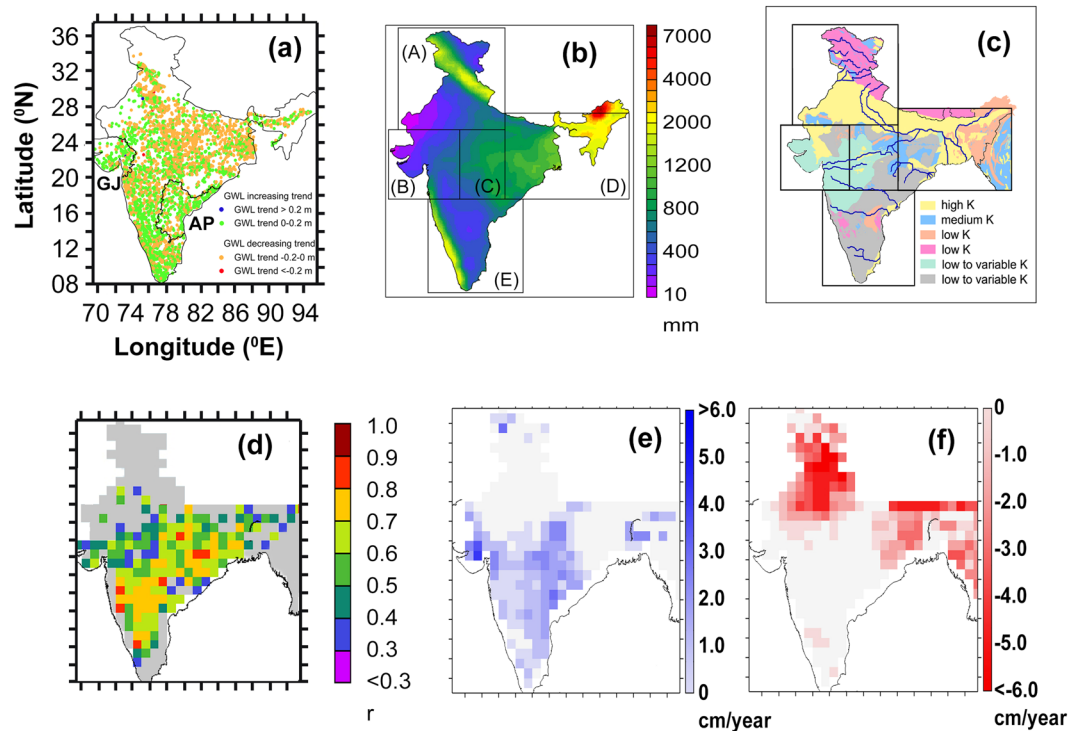 (a)
Latitude (⁰N)
36
32
28
24
20
16
12
08
GJ
AP
GWL increasing trend
GWL trend > 0.2 m
GWL trend 0-0.2 m
GWL decreasing trend
GWL trend -0.2-0 m
GWL trend <-0.2 m
70 74 78 82 86 90 94
Longitude (⁰E)
(b)
(A)
(B)
(C)
(D)
(E)
7000
4000
2000
1200
800
400
10
mm
(c)
high K
medium K
low K
low K
low to variable K
low to variable K
(d)
1.0
0.9
0.8
0.7
0.6
0.5
0.4
0.3
<0.3
r
(e)
>6.0
5.0
4.0
3.0
2.0
1.0
0
cm/year
(f)
0
-1.0
-2.0
-3.0
-4.0
-5.0
<-6.0
cm/year